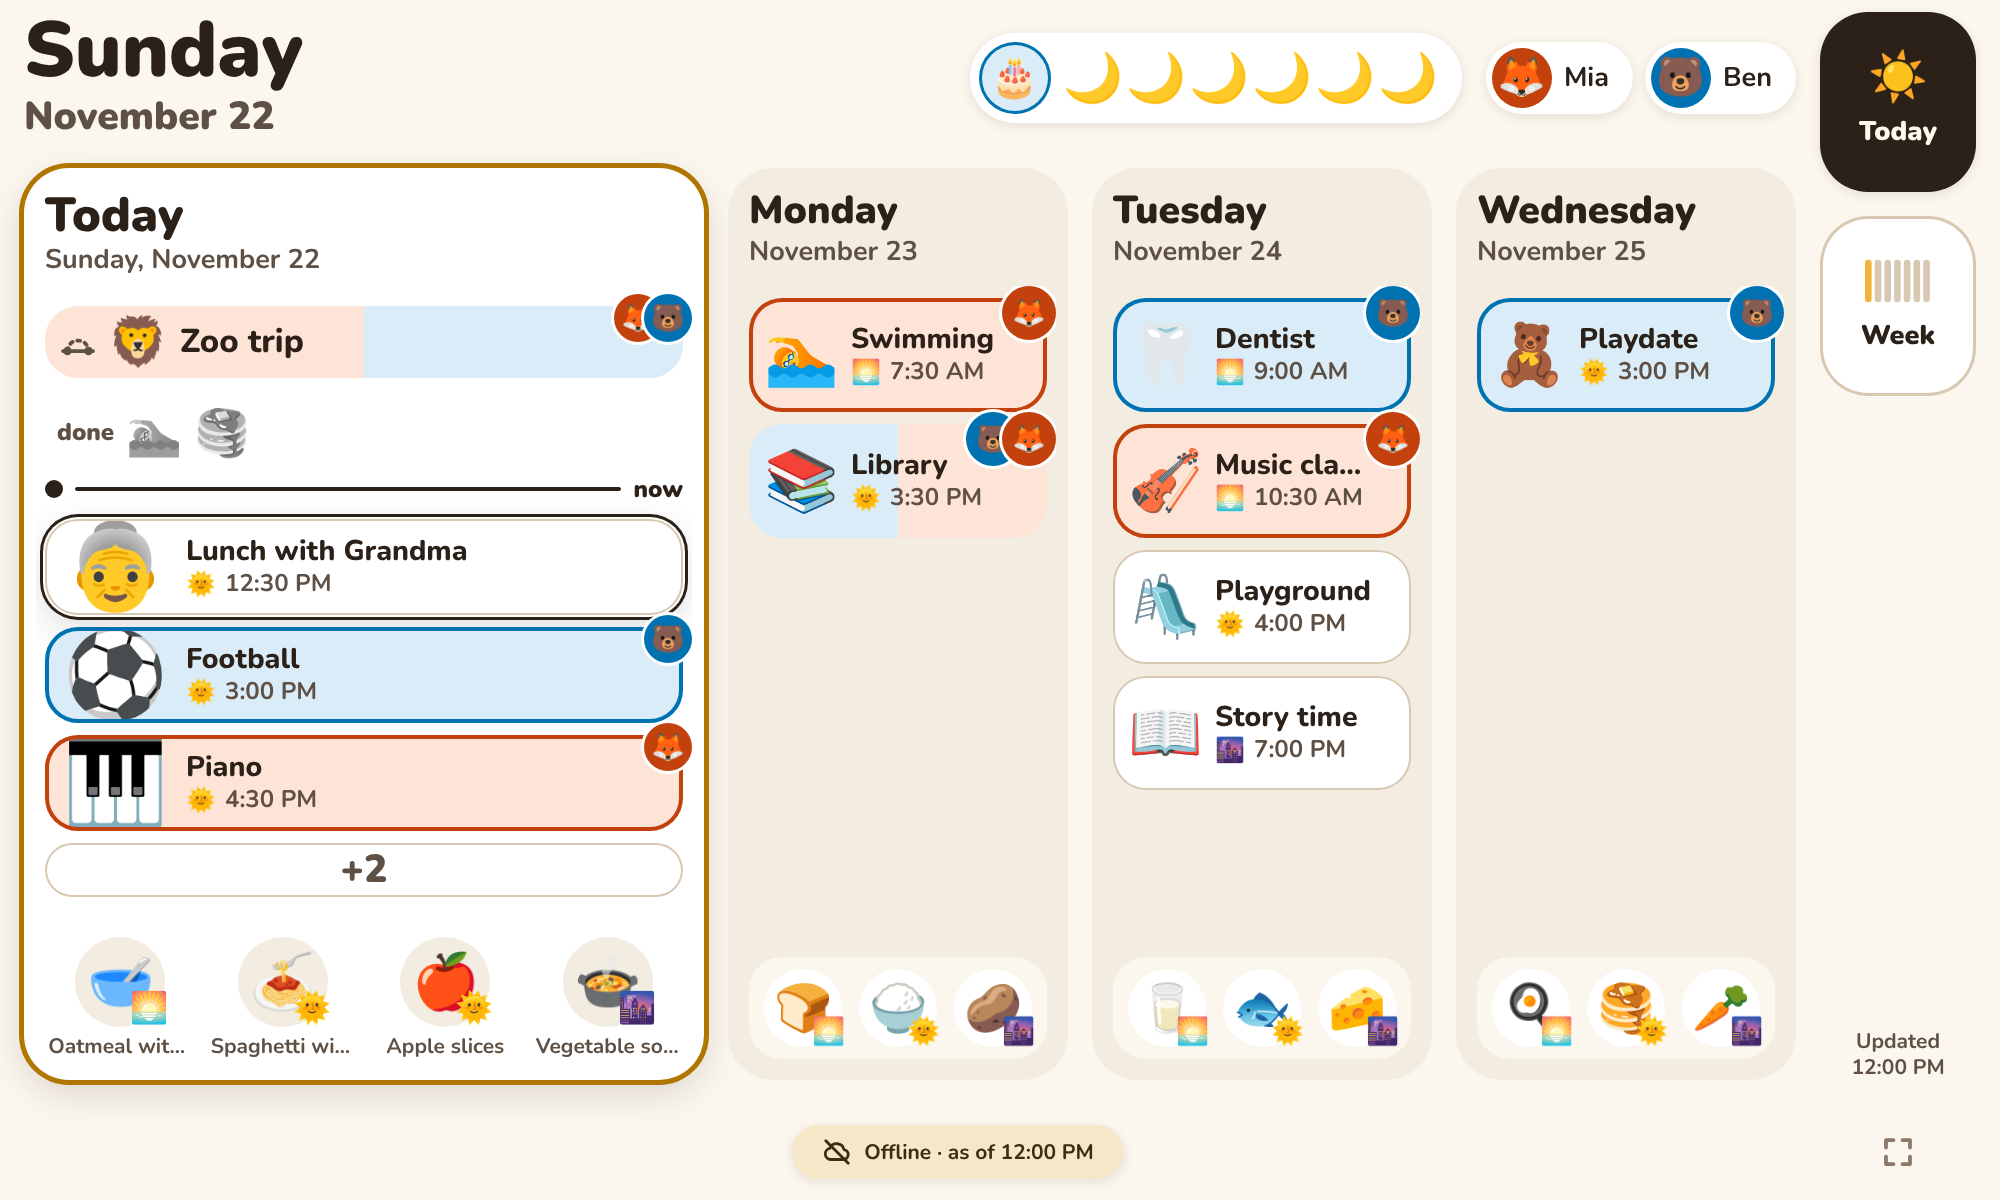 Sunday
November 22
Mia
Ben
Today
Week
Today
Sunday, November 22
Zoo trip
done
now
Lunch with Grandma
12:30 PM
Football
3:00 PM
Piano
4:30 PM
+2
Oatmeal wit...
Spaghetti wi...
Apple slices
Vegetable so...
Monday
November 23
Swimming
7:30 AM
Library
3:30 PM
Tuesday
November 24
Dentist
9:00 AM
Music cla...
10:30 AM
Playground
4:00 PM
Story time
7:00 PM
Wednesday
November 25
Playdate
3:00 PM
Updated
12:00 PM
Offline · as of 12:00 PM